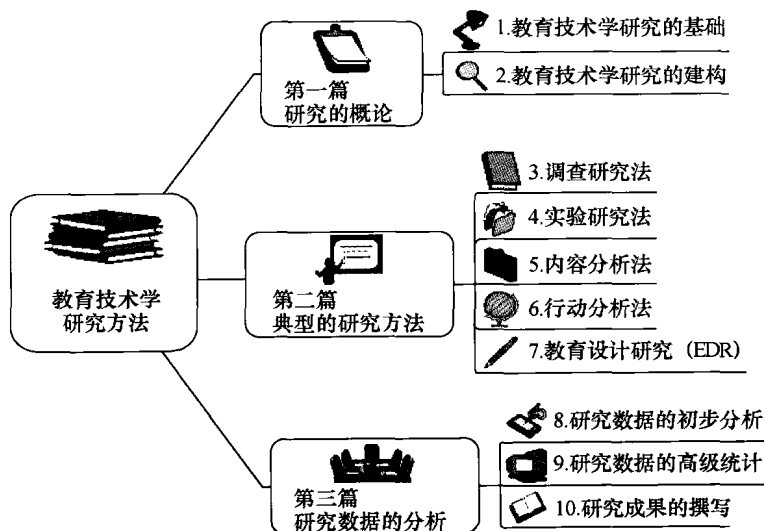 教育技术学
研究方法
第一篇
研究的概论
1.教育技术学研究的基础
2.教育技术学研究的建构
第二篇
典型的研究方法
3.调查研究法
4.实验研究法
5.内容分析法
6.行动分析法
7.教育设计研究（EDR）
第三篇
研究数据的分析
8.研究数据的初步分析
9.研究数据的高级统计
10.研究成果的撰写